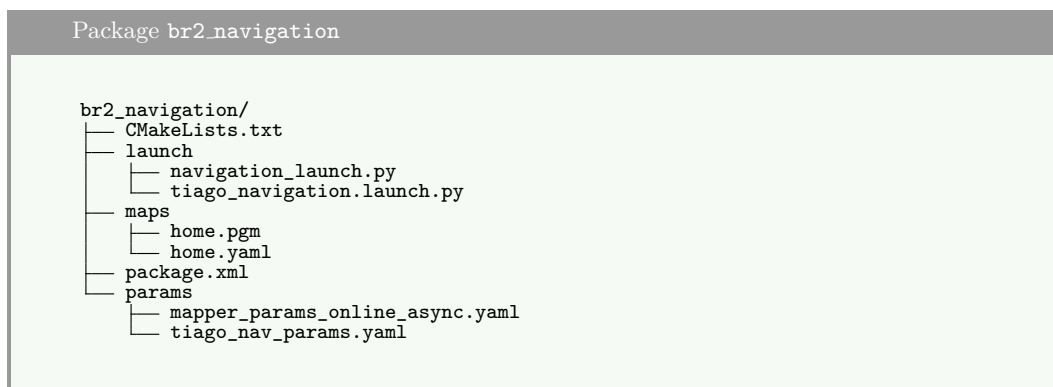 Package br2_navigation
br2_navigation/
├── CMakeLists.txt
├── launch
│   ├── navigation_launch.py
│   └── tiago_navigation.launch.py
├── maps
│   ├── home.pgm
│   └── home.yaml
├── package.xml
└── params
    ├── mapper_params_online_async.yaml
    └── tiago_nav_params.yaml